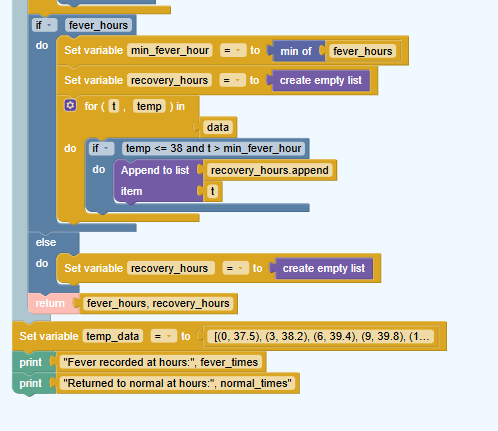 if fever_hours
do Set variable min_fever_hour = to min of fever_hours
Set variable recovery_hours = to create empty list
for ( t , temp ) in
data
do if temp <= 38 and t > min_fever_hour
do Append to list recovery_hours.append
item t
else
do Set variable recovery_hours = to create empty list
return fever_hours, recovery_hours
Set variable temp_data = to [(0, 37.5), (3, 38.2), (6, 39.4), (9, 39.8), (1...
print "Fever recorded at hours:", fever_times
print "Returned to normal at hours:", normal_times"